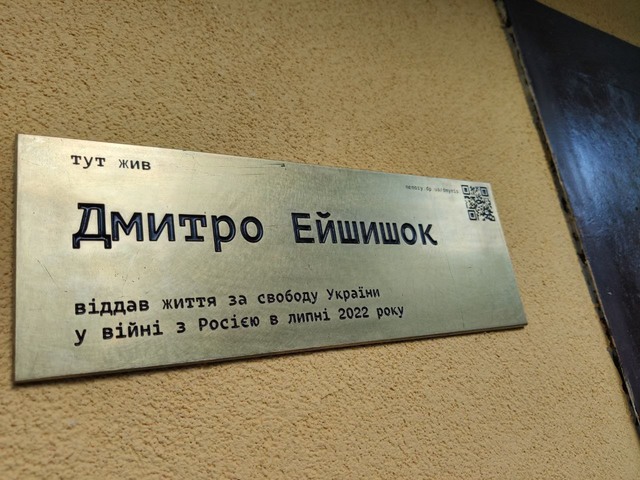 тут жив
Дмитро Ейшишок
віддав життя за свободу України
у війні з Росією в липні 2022 року